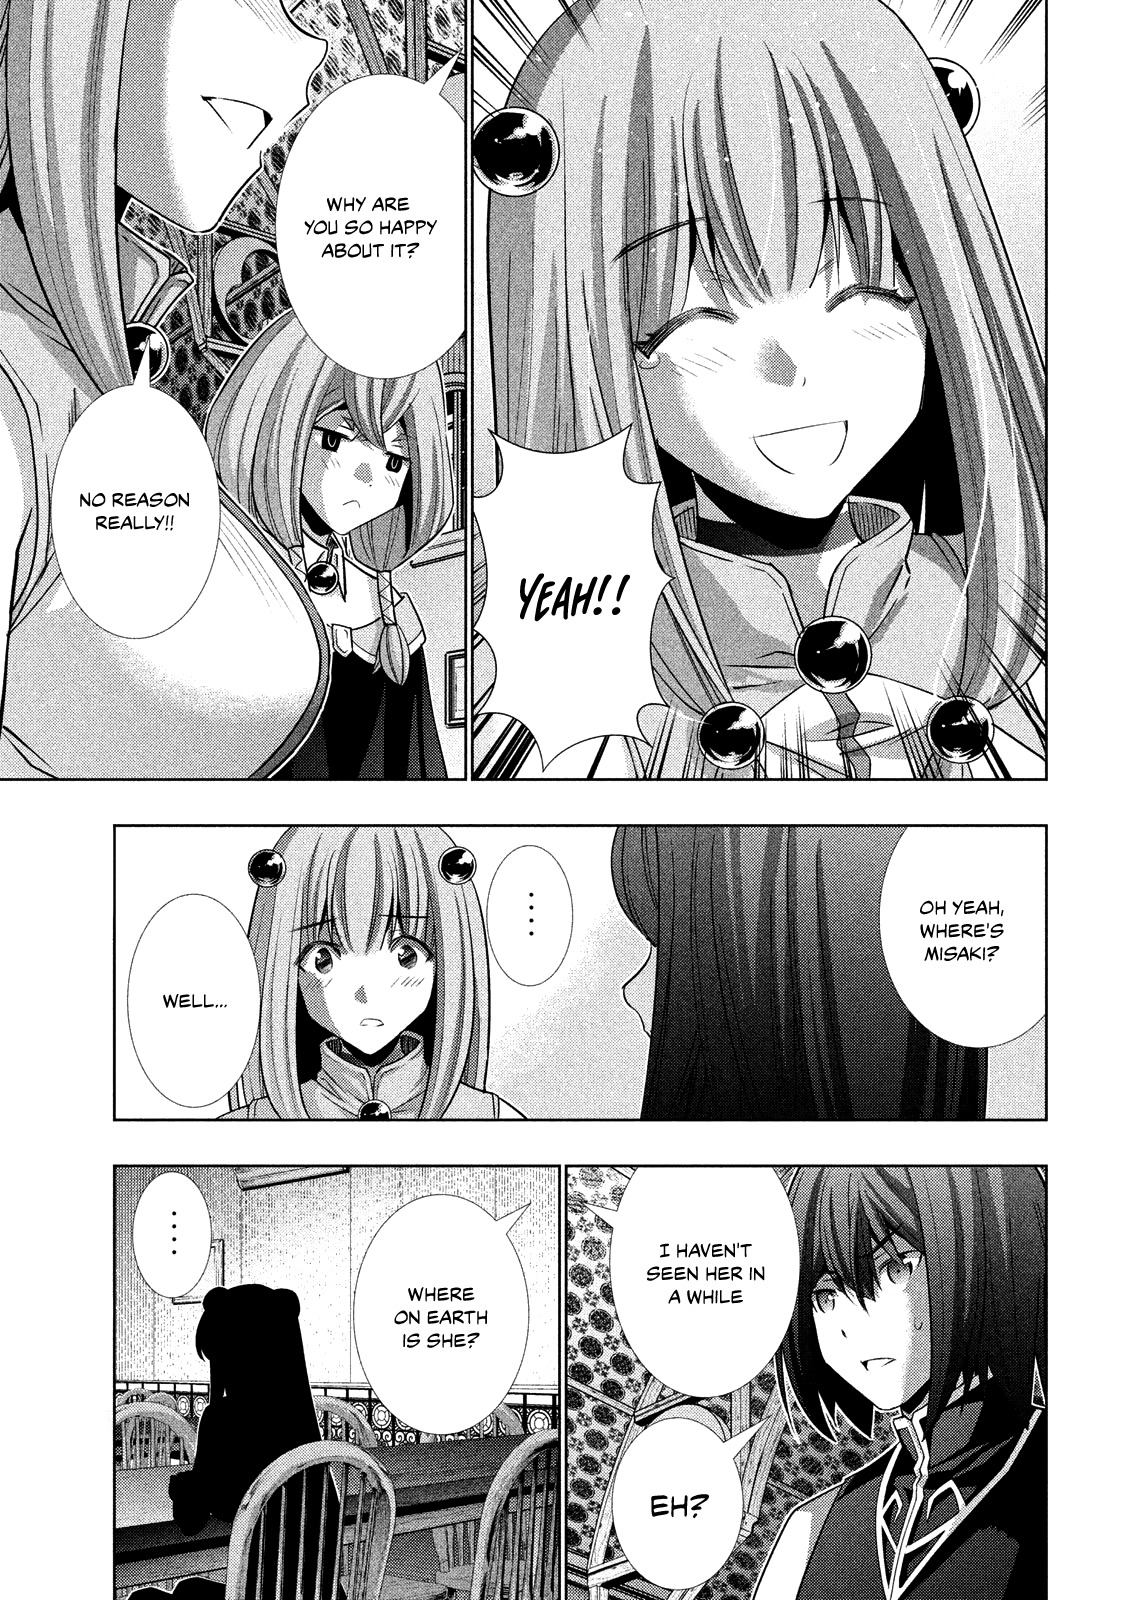 YEAH!!
WHY ARE
YOU SO HAPPY
ABOUT IT?
NO REASON
REALLY!!
OH YEAH,
WHERE'S
MISAKI?
...
WELL...
I HAVEN'T
SEEN HER IN
A WHILE
EH?
WHERE
ON EARTH
IS SHE?
....